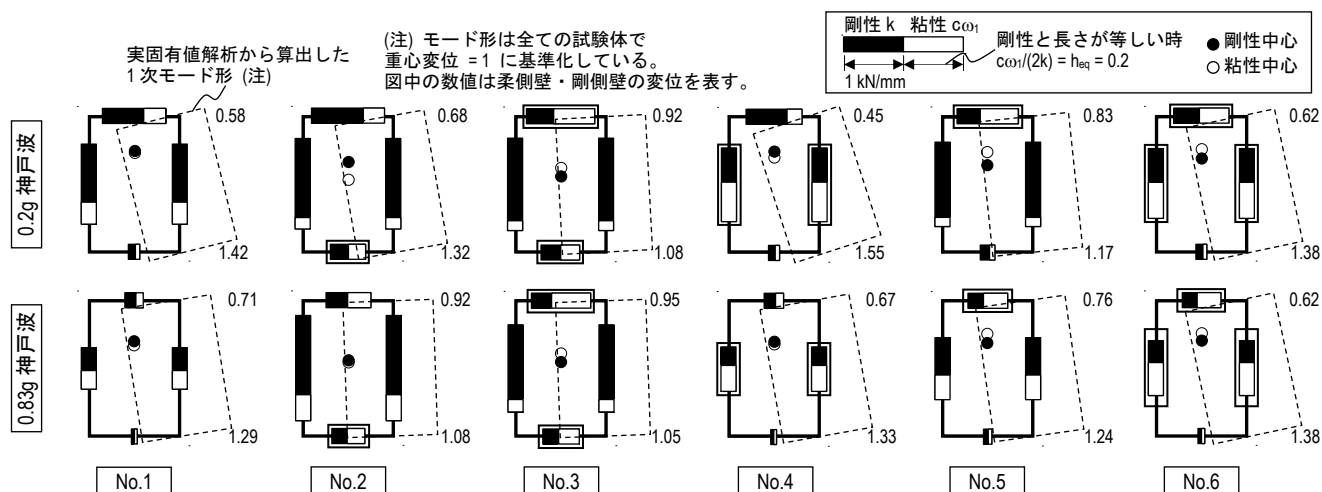 実固有値解析から算出した
1次モード形 (注)
(注) モード形は全ての試験体で
重心変位 =1 に基準化している。
図中の数値は柔側壁・剛側壁の変位を表す。
剛性 k 粘性 cω₁
剛性と長さが等しい時
cω₁/(2k) = heq = 0.2
1 kN/mm
●剛性中心
○粘性中心
0.2g 神戸波
0.58
0.68
0.92
0.45
0.83
0.62
1.42
1.32
1.08
1.55
1.17
1.38
0.83g 神戸波
0.71
0.92
0.95
0.67
0.76
0.62
1.29
1.08
1.05
1.33
1.24
1.38
No.1
No.2
No.3
No.4
No.5
No.6